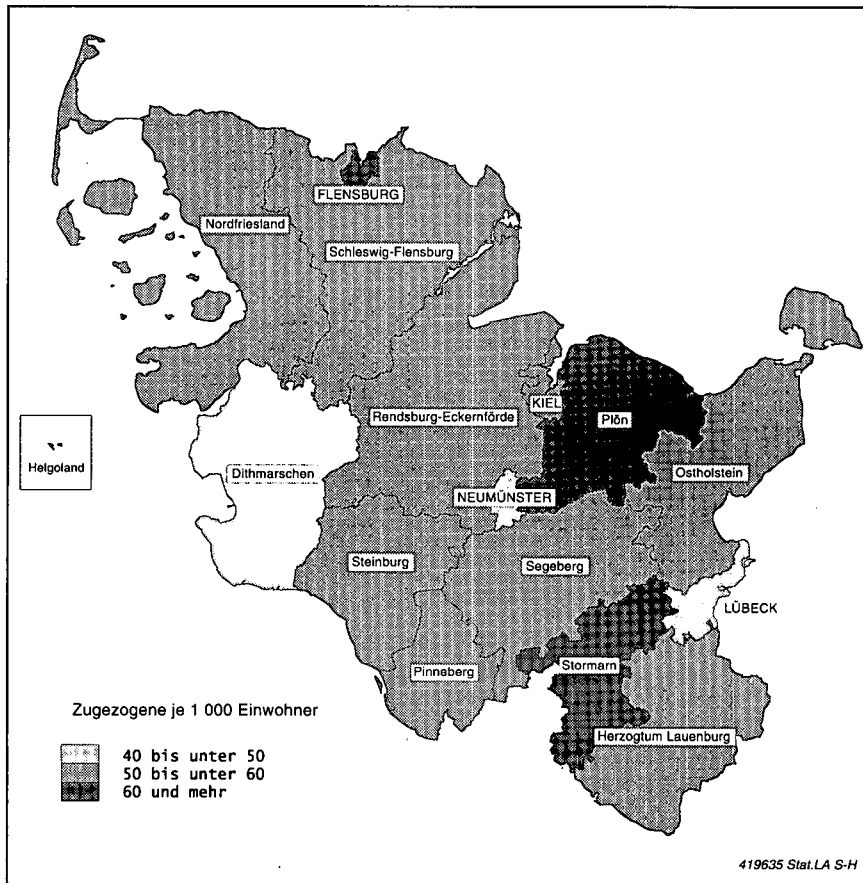 FLENSBURG
Nordfriesland
Schleswig-Flensburg
KIEL
Rendsburg-Eckernförde
Plön
Helgoland
Dithmarschen
Ostholstein
NEUMÜNSTER
Steinburg
Segeberg
LÜBECK
Stormarn
Pinneberg
Zugezogene je 1 000 Einwohner
Herzogtum Lauenburg
40 bis unter 50
50 bis unter 60
60 und mehr
419635 Stat.LA S-H